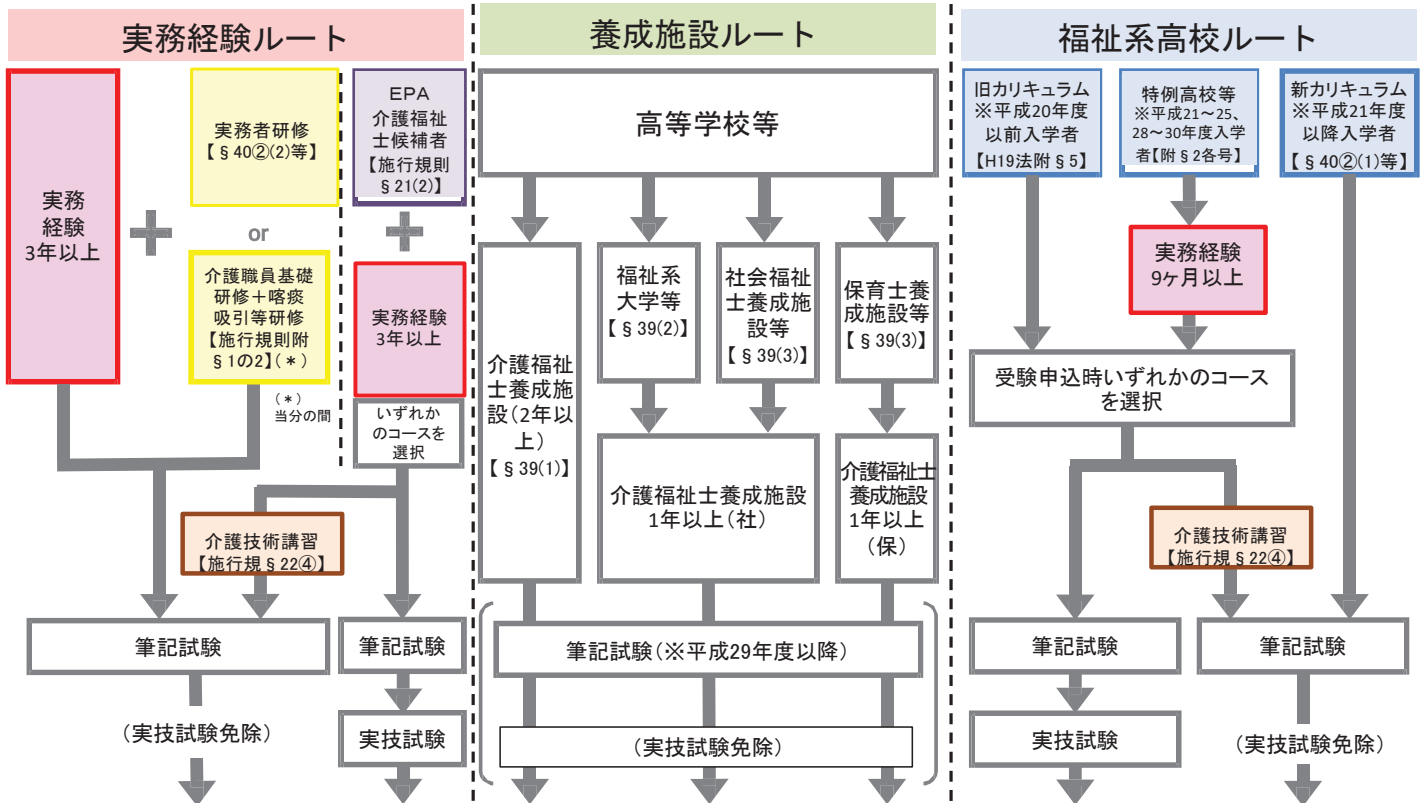 実務経験ルート
実務
経験
3年以上
実務者研修
【§40②(2)等】
or
介護職員基礎
研修＋喀痰
吸引等研修
【施行規則附
§1の2】(＊)
(＊)
当分の間
EPA
介護福祉
士候補者
【施行規則
§21(2)】
実務経験
3年以上
いずれか
のコースを
選択
介護技術講習
【施行規§22④】
筆記試験
(実技試験免除)
筆記試験
実技試験
養成施設ルート
高等学校等
介護福祉
士養成施
設(2年以
上)
【§39(1)】
福祉系
大学等
【§39(2)】
社会福祉
士養成施
設等
【§39(3)】
保育士養
成施設等
【§39(3)】
介護福祉士養成施設
1年以上(社)
介護福祉士
養成施設
1年以上
(保)
筆記試験(※平成29年度以降)
(実技試験免除)
福祉系高校ルート
旧カリキュラム
※平成20年度
以前入学者
【H19法附§5】
特例高校等
※平成21～25、
28～30年度入学
者【附§2各号】
新カリキュラム
※平成21年度
以降入学者
【§40②(1)等】
実務経験
9ヶ月以上
受験申込時いずれかのコース
を選択
介護技術講習
【施行規§22④】
筆記試験
実技試験
筆記試験
(実技試験免除)